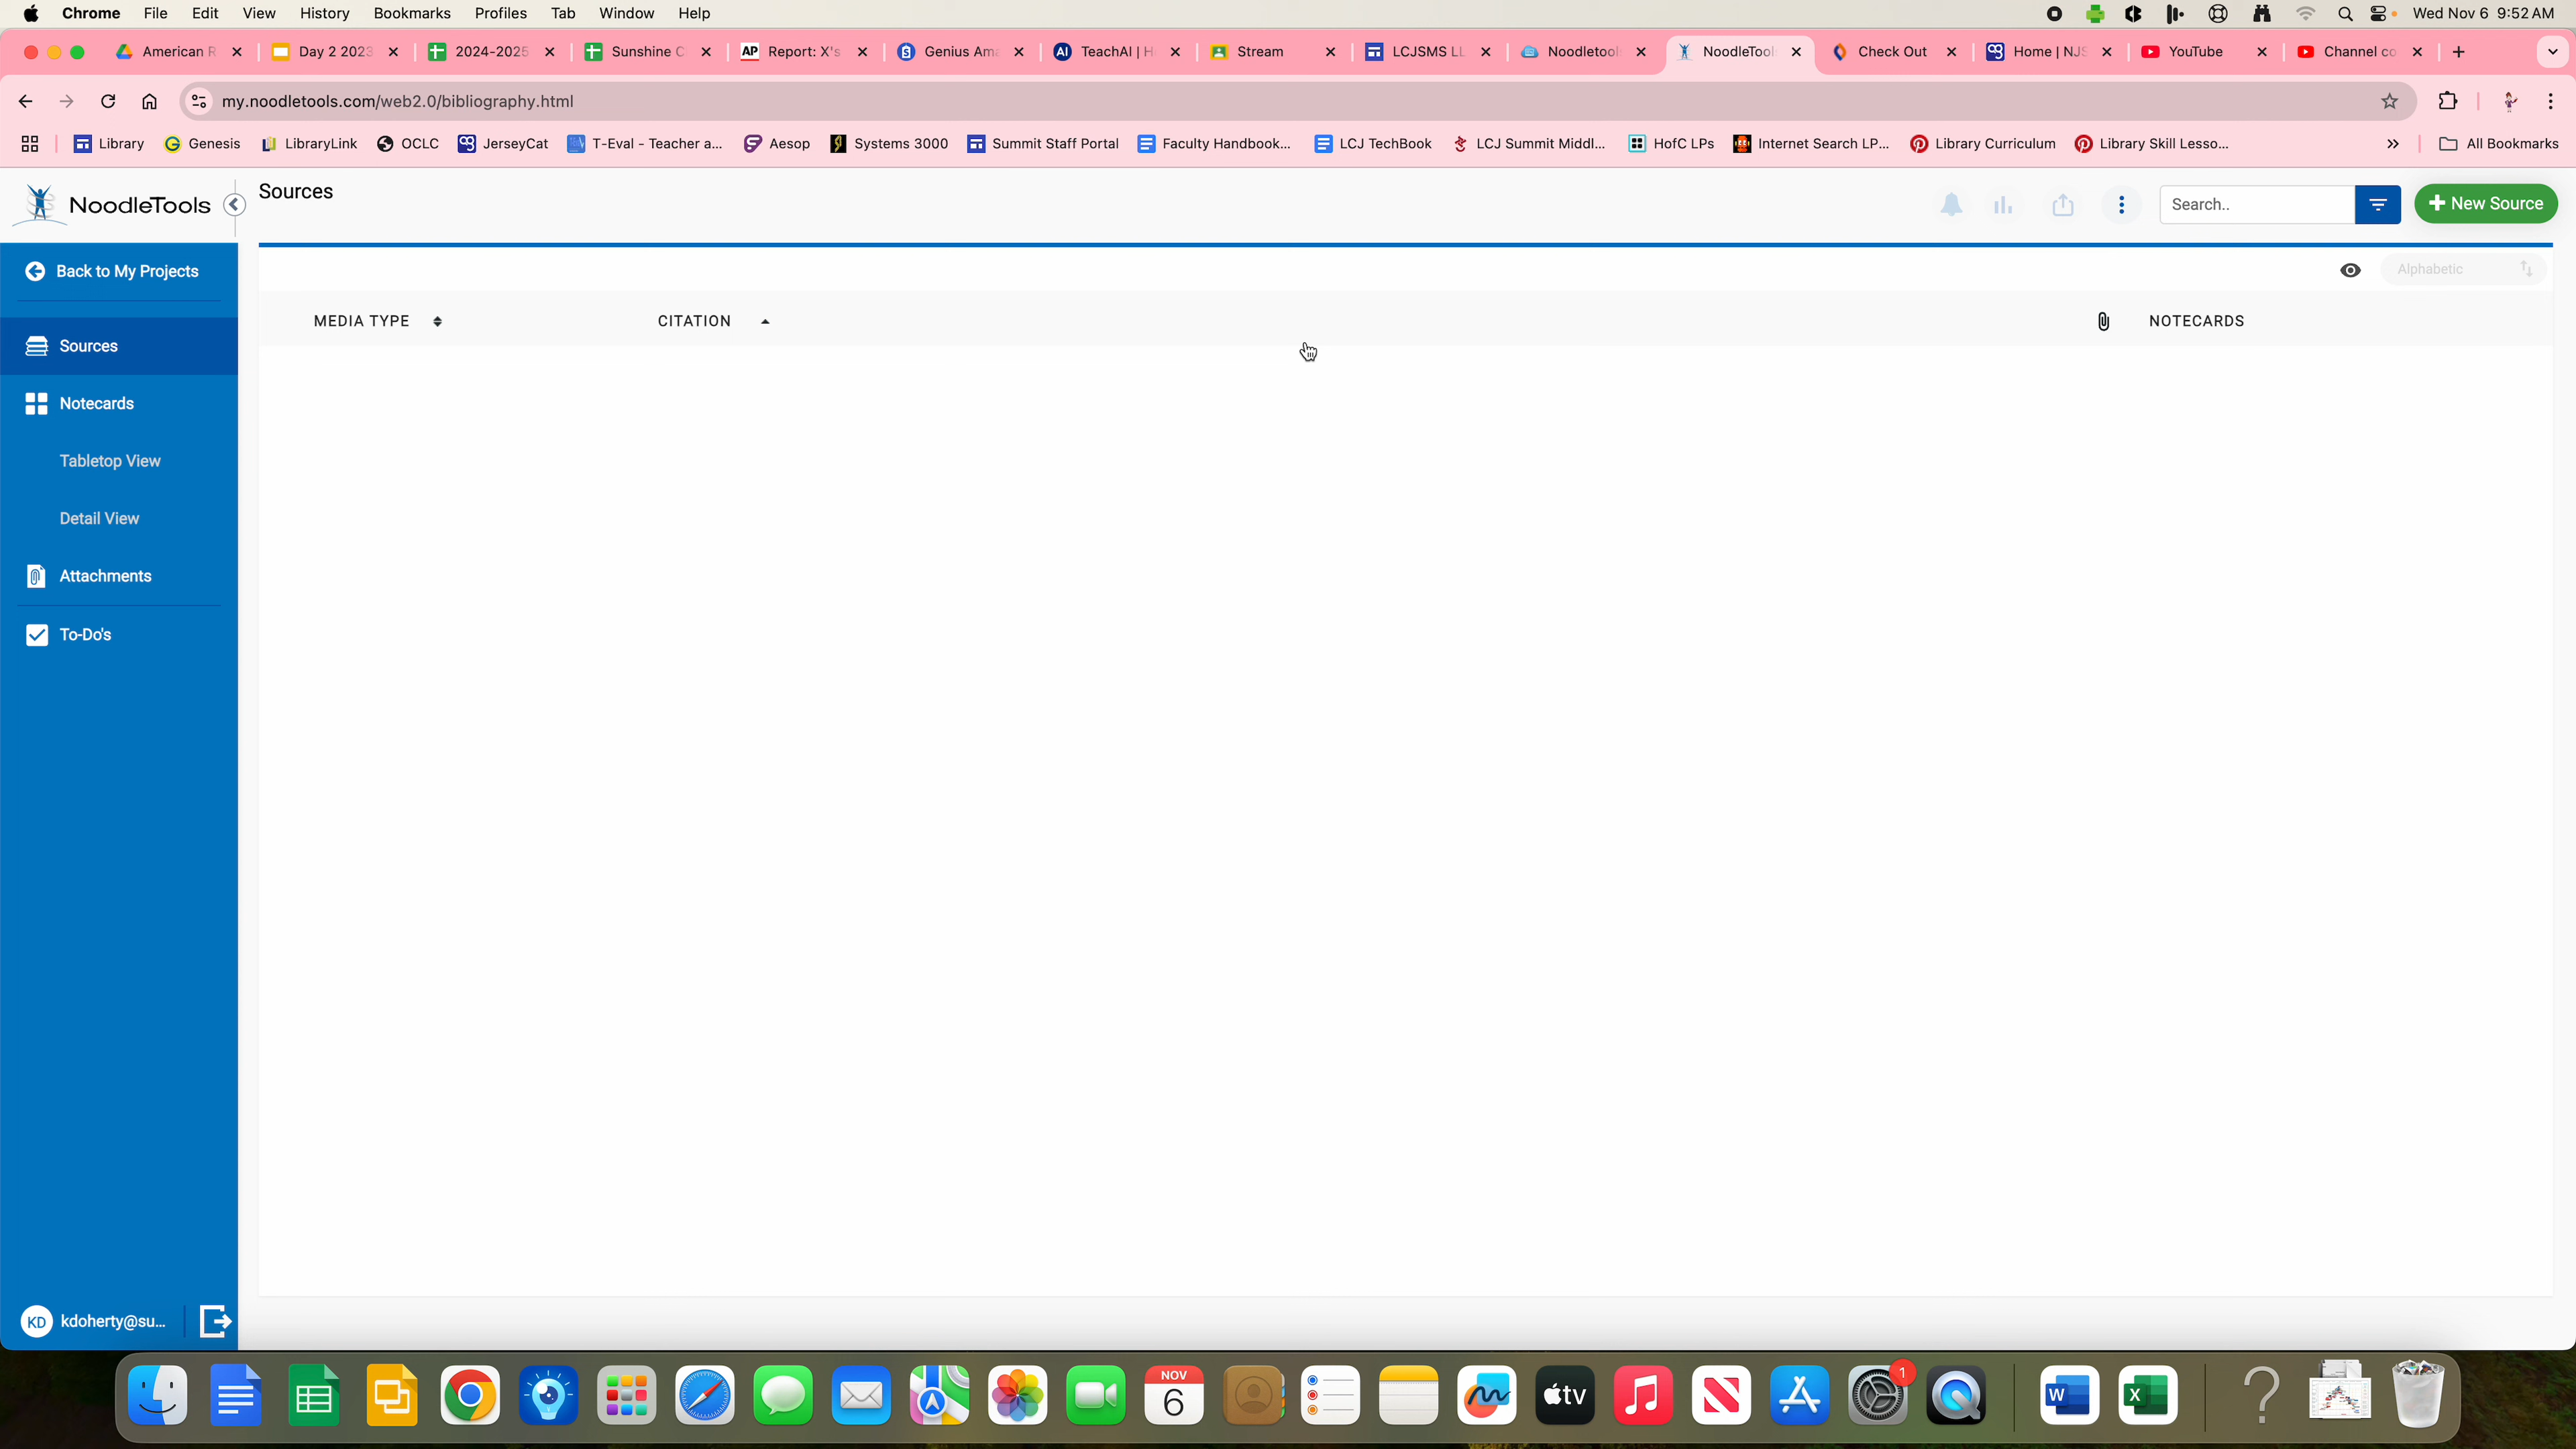 Chrome File Edit View History Bookmarks Profiles Tab Window Help Wed Nov 6 9:52 AM
American R Day 2 2023 2024-2025 Sunshine C AP Report: X's Genius Ama AI TeachAI | H Stream LCJSMS LL Noodletool NoodleTool Check Out Home | NJS YouTube Channel co
my.noodletools.com/web2.0/bibliography.html
Library Genesis LibraryLink OCLC JerseyCat T-Eval - Teacher a... Aesop Systems 3000 Summit Staff Portal Faculty Handbook... LCJ TechBook LCJ Summit Middl... HofC LPs Internet Search LP... Library Curriculum Library Skill Lesso... » All Bookmarks
NoodleTools Sources Search.. + New Source
Back to My Projects Alphabetic
MEDIA TYPE CITATION NOTECARDS
Sources
Notecards
Tabletop View
Detail View
Attachments
To-Do's
KD kdoherty@su...
NOV
6
tv
1
W
X